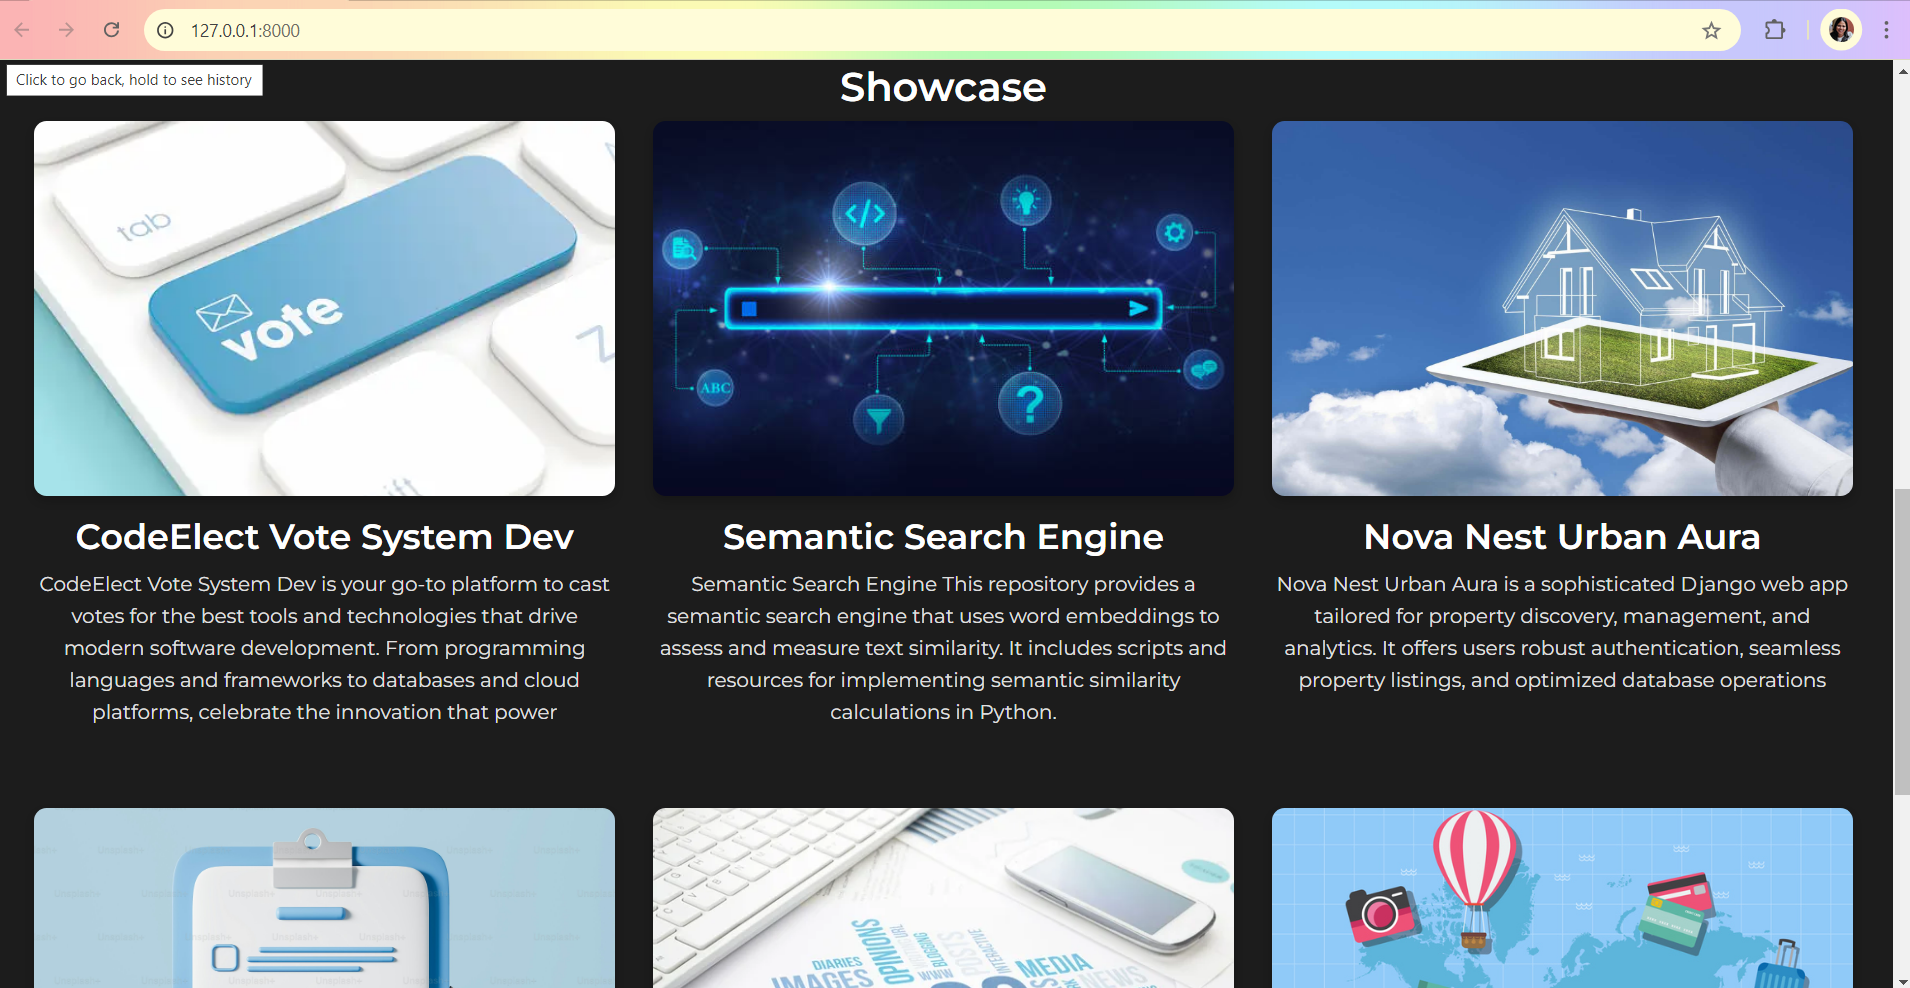 127.0.0.1:8000
Click to go back, hold to see history
Showcase
tab
vote
Z
</>
ABC
?
CodeElect Vote System Dev
CodeElect Vote System Dev is your go-to platform to cast
votes for the best tools and technologies that drive
modern software development. From programming
languages and frameworks to databases and cloud
platforms, celebrate the innovation that power
Semantic Search Engine
Semantic Search Engine This repository provides a
semantic search engine that uses word embeddings to
assess and measure text similarity. It includes scripts and
resources for implementing semantic similarity
calculations in Python.
Nova Nest Urban Aura
Nova Nest Urban Aura is a sophisticated Django web app
tailored for property discovery, management, and
analytics. It offers users robust authentication, seamless
property listings, and optimized database operations
Unsplash+
OPINIONS
BLOGGING
POSTS
INTERACTIVE
DIARIES
IMAGES
WWW
MEDIA
NEWS